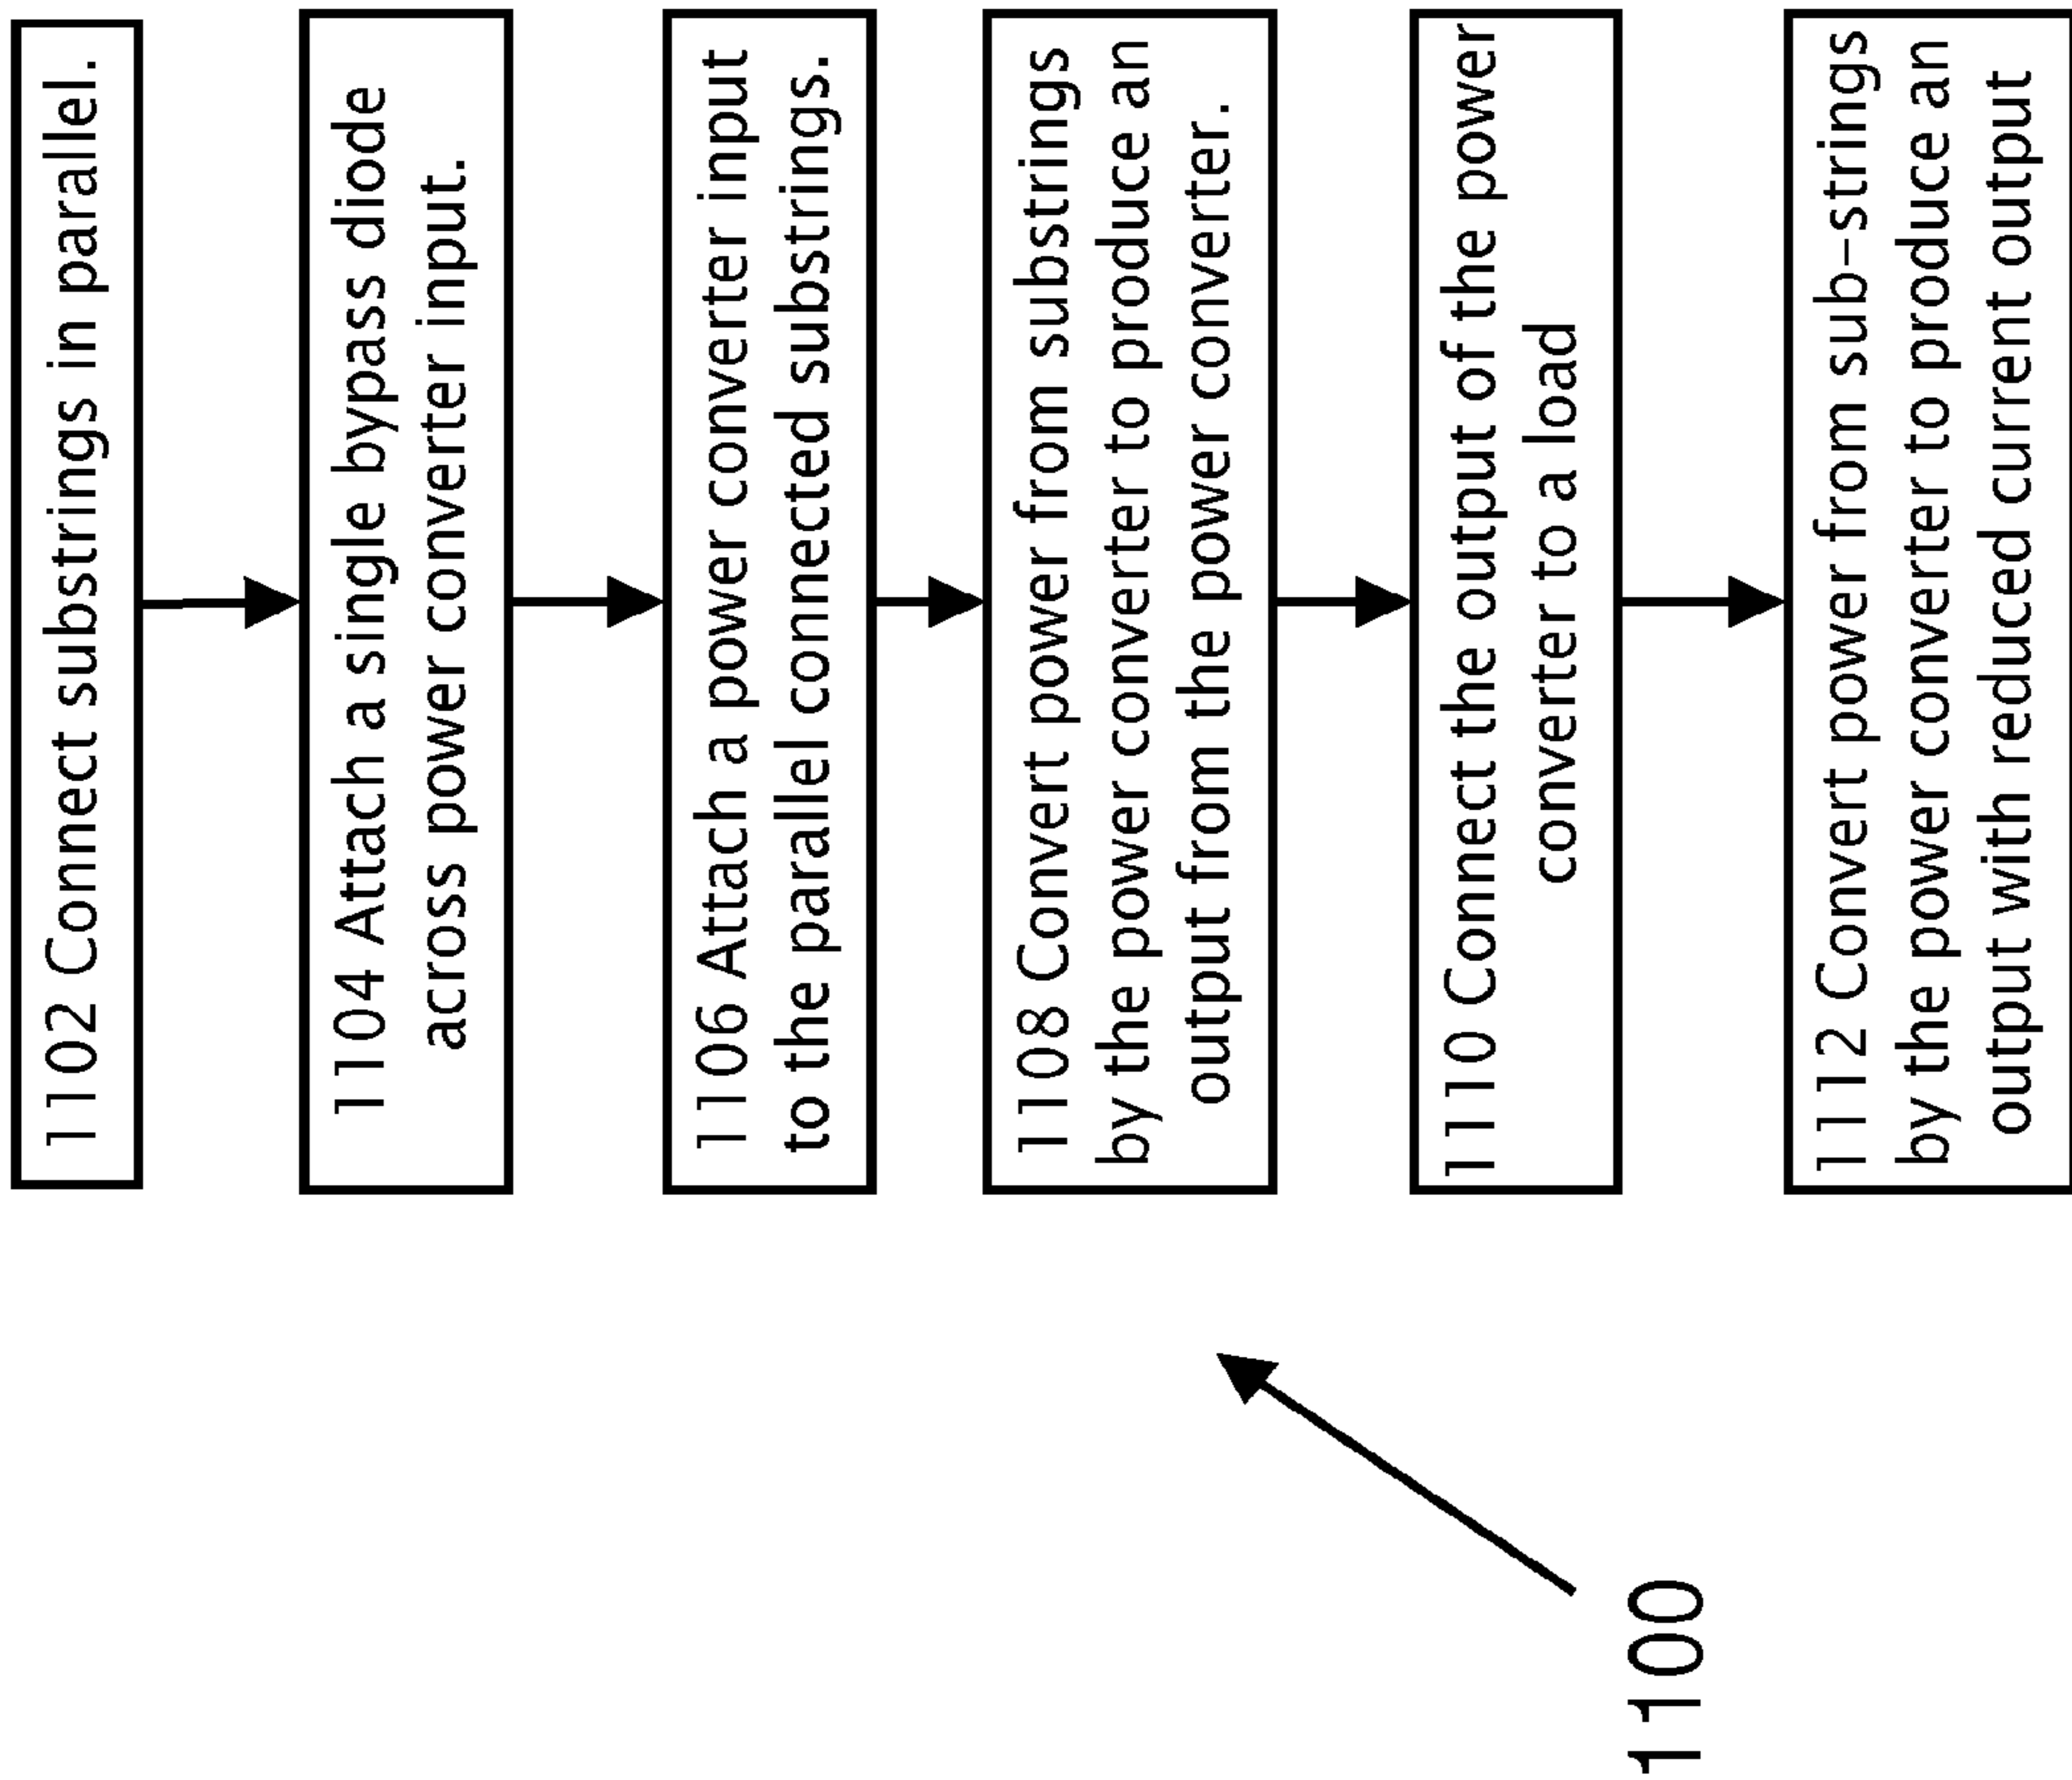 1102 Connect substrings in parallel.
1104 Attach a single bypass diode
across power converter input.
1106 Attach a power converter input
to the parallel connected substrings.
1108 Convert power from substrings
by the power converter to produce an
output from the power converter.
1110 Connect the output of the power
converter to a load
1112 Convert power from sub-strings
by the power converter to produce an
output with reduced current output
1100